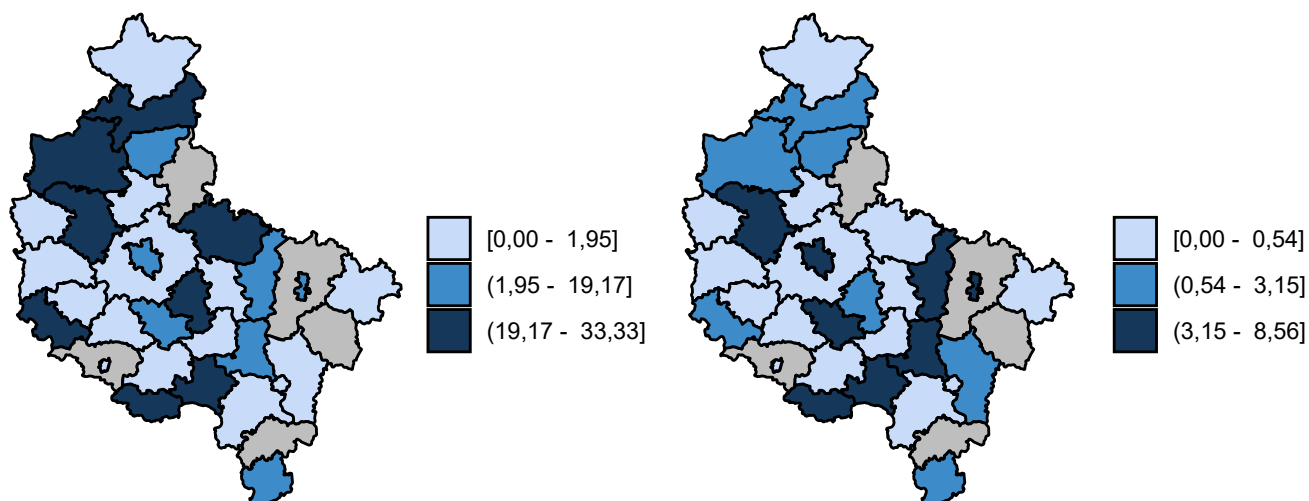 [0,00 - 1,95]
(1,95 - 19,17]
(19,17 - 33,33]
[0,00 - 0,54]
(0,54 - 3,15]
(3,15 - 8,56]